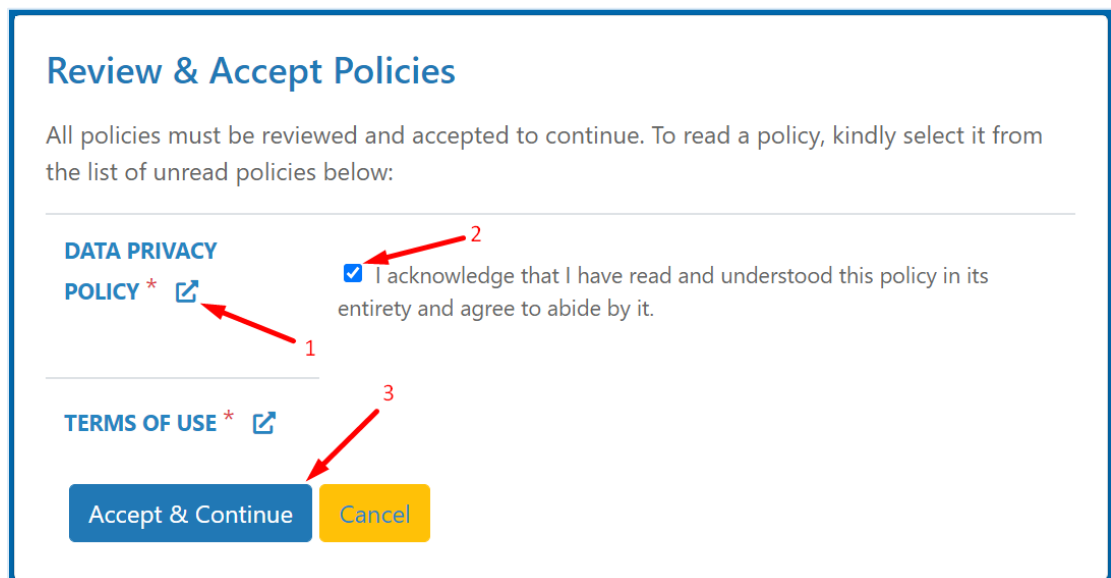 Review & Accept Policies
All policies must be reviewed and accepted to continue. To read a policy, kindly select it from
the list of unread policies below:
DATA PRIVACY
POLICY *
1
2
I acknowledge that I have read and understood this policy in its
entirety and agree to abide by it.
TERMS OF USE *
3
Accept & Continue
Cancel